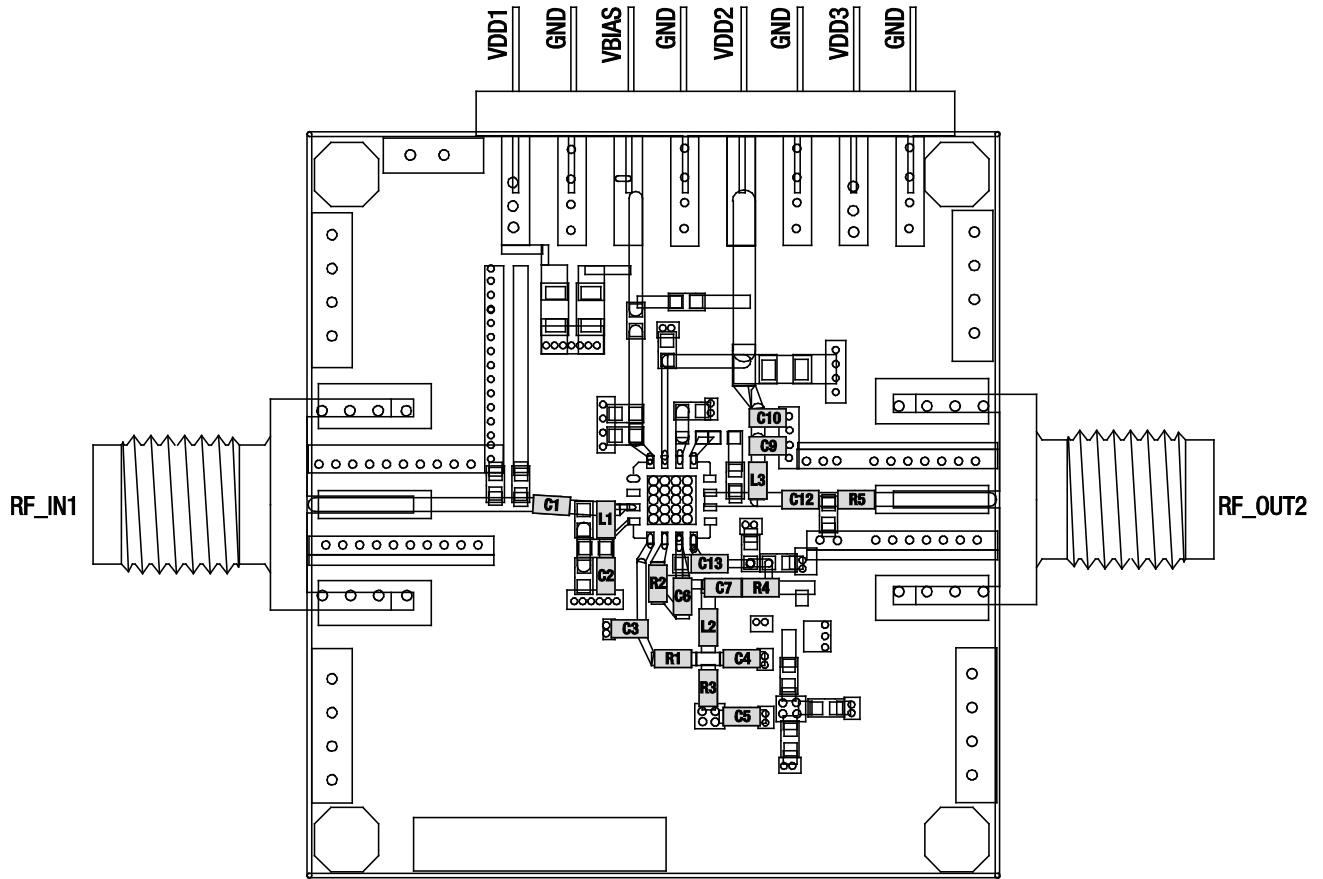 VDD1
GND
VBIAS
GND
VDD2
GND
VDD3
GND
C10
C9
L3
RF_IN1
C1
L1
C12
R5
RF_OUT2
C13
C2
R2
C6
C7
R4
C3
L2
R1
C4
R3
C5